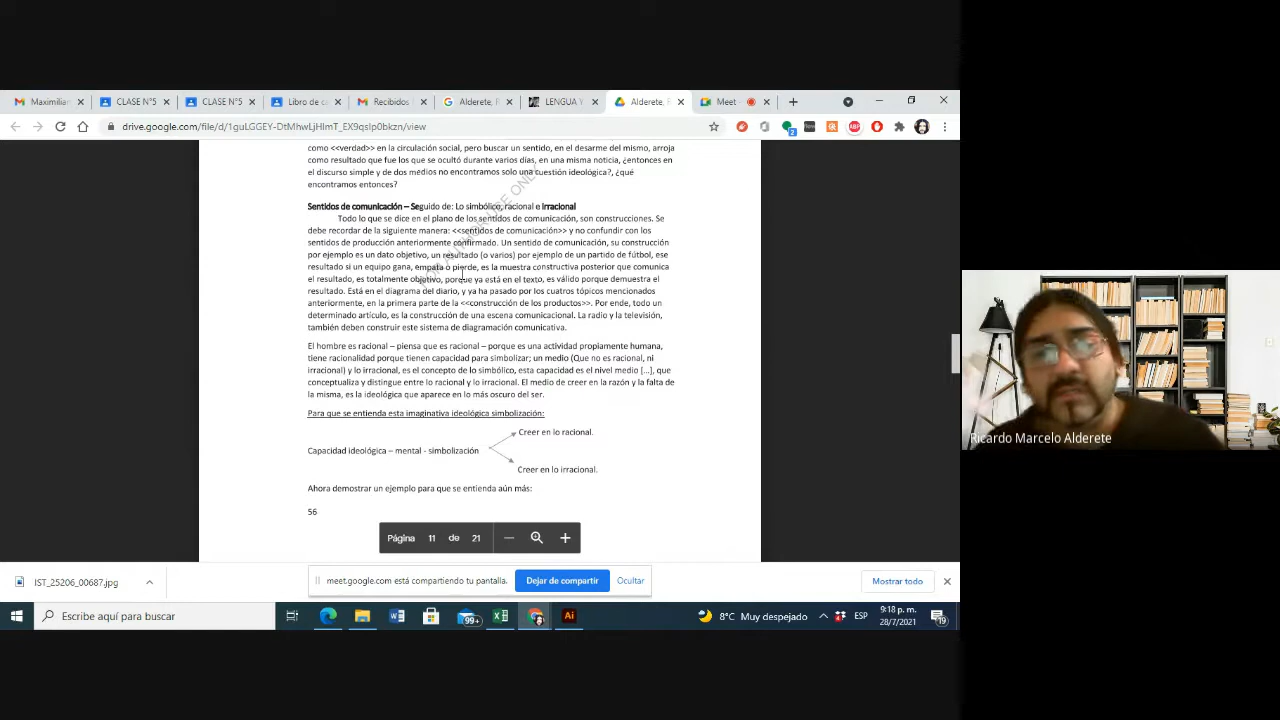 Maximilian
CLASE N°5
CLASE N°5
Libro de c
Recibidos
Alderete, R
LENGUA Y
Alderete, F
Meet -
drive.google.com/file/d/1guLGGEY-DtMhwLjHImT_EX9qsIp0bkzn/view
como <<verdad>> en la circulación social, pero buscar un sentido, en el desarme del mismo, arroja
como resultado que fue los que se ocultó durante varios días, en una misma noticia, ¿entonces en
el discurso simple y de dos medios no encontramos solo una cuestión ideológica?, ¿qué
encontramos entonces?
Sentidos de comunicación – Seguido de: Lo simbólico, racional e Irracional
Todo lo que se dice en el plano de los sentidos de comunicación, son construcciones. Se
debe recordar de la siguiente manera: <<sentidos de comunicación>> y no confundir con los
sentidos de producción anteriormente confirmado. Un sentido de comunicación, su construcción
por ejemplo es un dato objetivo, un resultado (o varios) por ejemplo de un partido de fútbol, ese
resultado si un equipo gana, empata o pierde, es la muestra constructiva posterior que comunica
el resultado, es totalmente objetivo, porque ya está en el texto, es válido porque demuestra el
resultado. Está en el diagrama del diario, y ya ha pasado por los cuatros tópicos mencionados
anteriormente, en la primera parte de la <<construcción de los productos>>. Por ende, todo un
determinado artículo, es la construcción de una escena comunicacional. La radio y la televisión,
también deben construir este sistema de diagramación comunicativa.
El hombre es racional – piensa que es racional – porque es una actividad propiamente humana,
tiene racionalidad porque tienen capacidad para simbolizar; un medio (Que no es racional, ni
irracional) y lo irracional, es el concepto de lo simbólico, esta capacidad es el nivel medio [...], que
conceptualiza y distingue entre lo racional y lo irracional. El medio de creer en la razón y la falta de
la misma, es la ideológica que aparece en lo más oscuro del ser.
Para que se entienda esta imaginativa ideológica simbolización:
Creer en lo racional.
Capacidad ideológica – mental - simbolización
Creer en lo irracional.
Ahora demostrar un ejemplo para que se entienda aún más:
56
Página 11 de 21
Ricardo Marcelo Alderete
IST_25206_00687.jpg
meet.google.com está compartiendo tu pantalla.
Dejar de compartir
Ocultar
Mostrar todo
Escribe aquí para buscar
99+
Ai
8°C Muy despejado
ESP
9:18 p. m.
28/7/2021
19